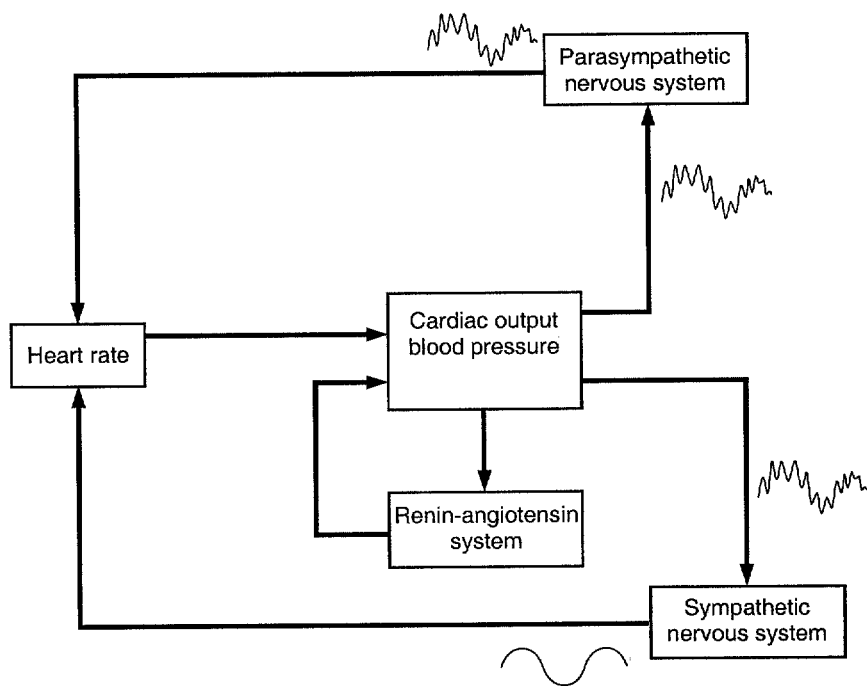 Parasympathetic
nervous system
Heart rate
Cardiac output
blood pressure
Renin-angiotensin
system
Sympathetic
nervous system